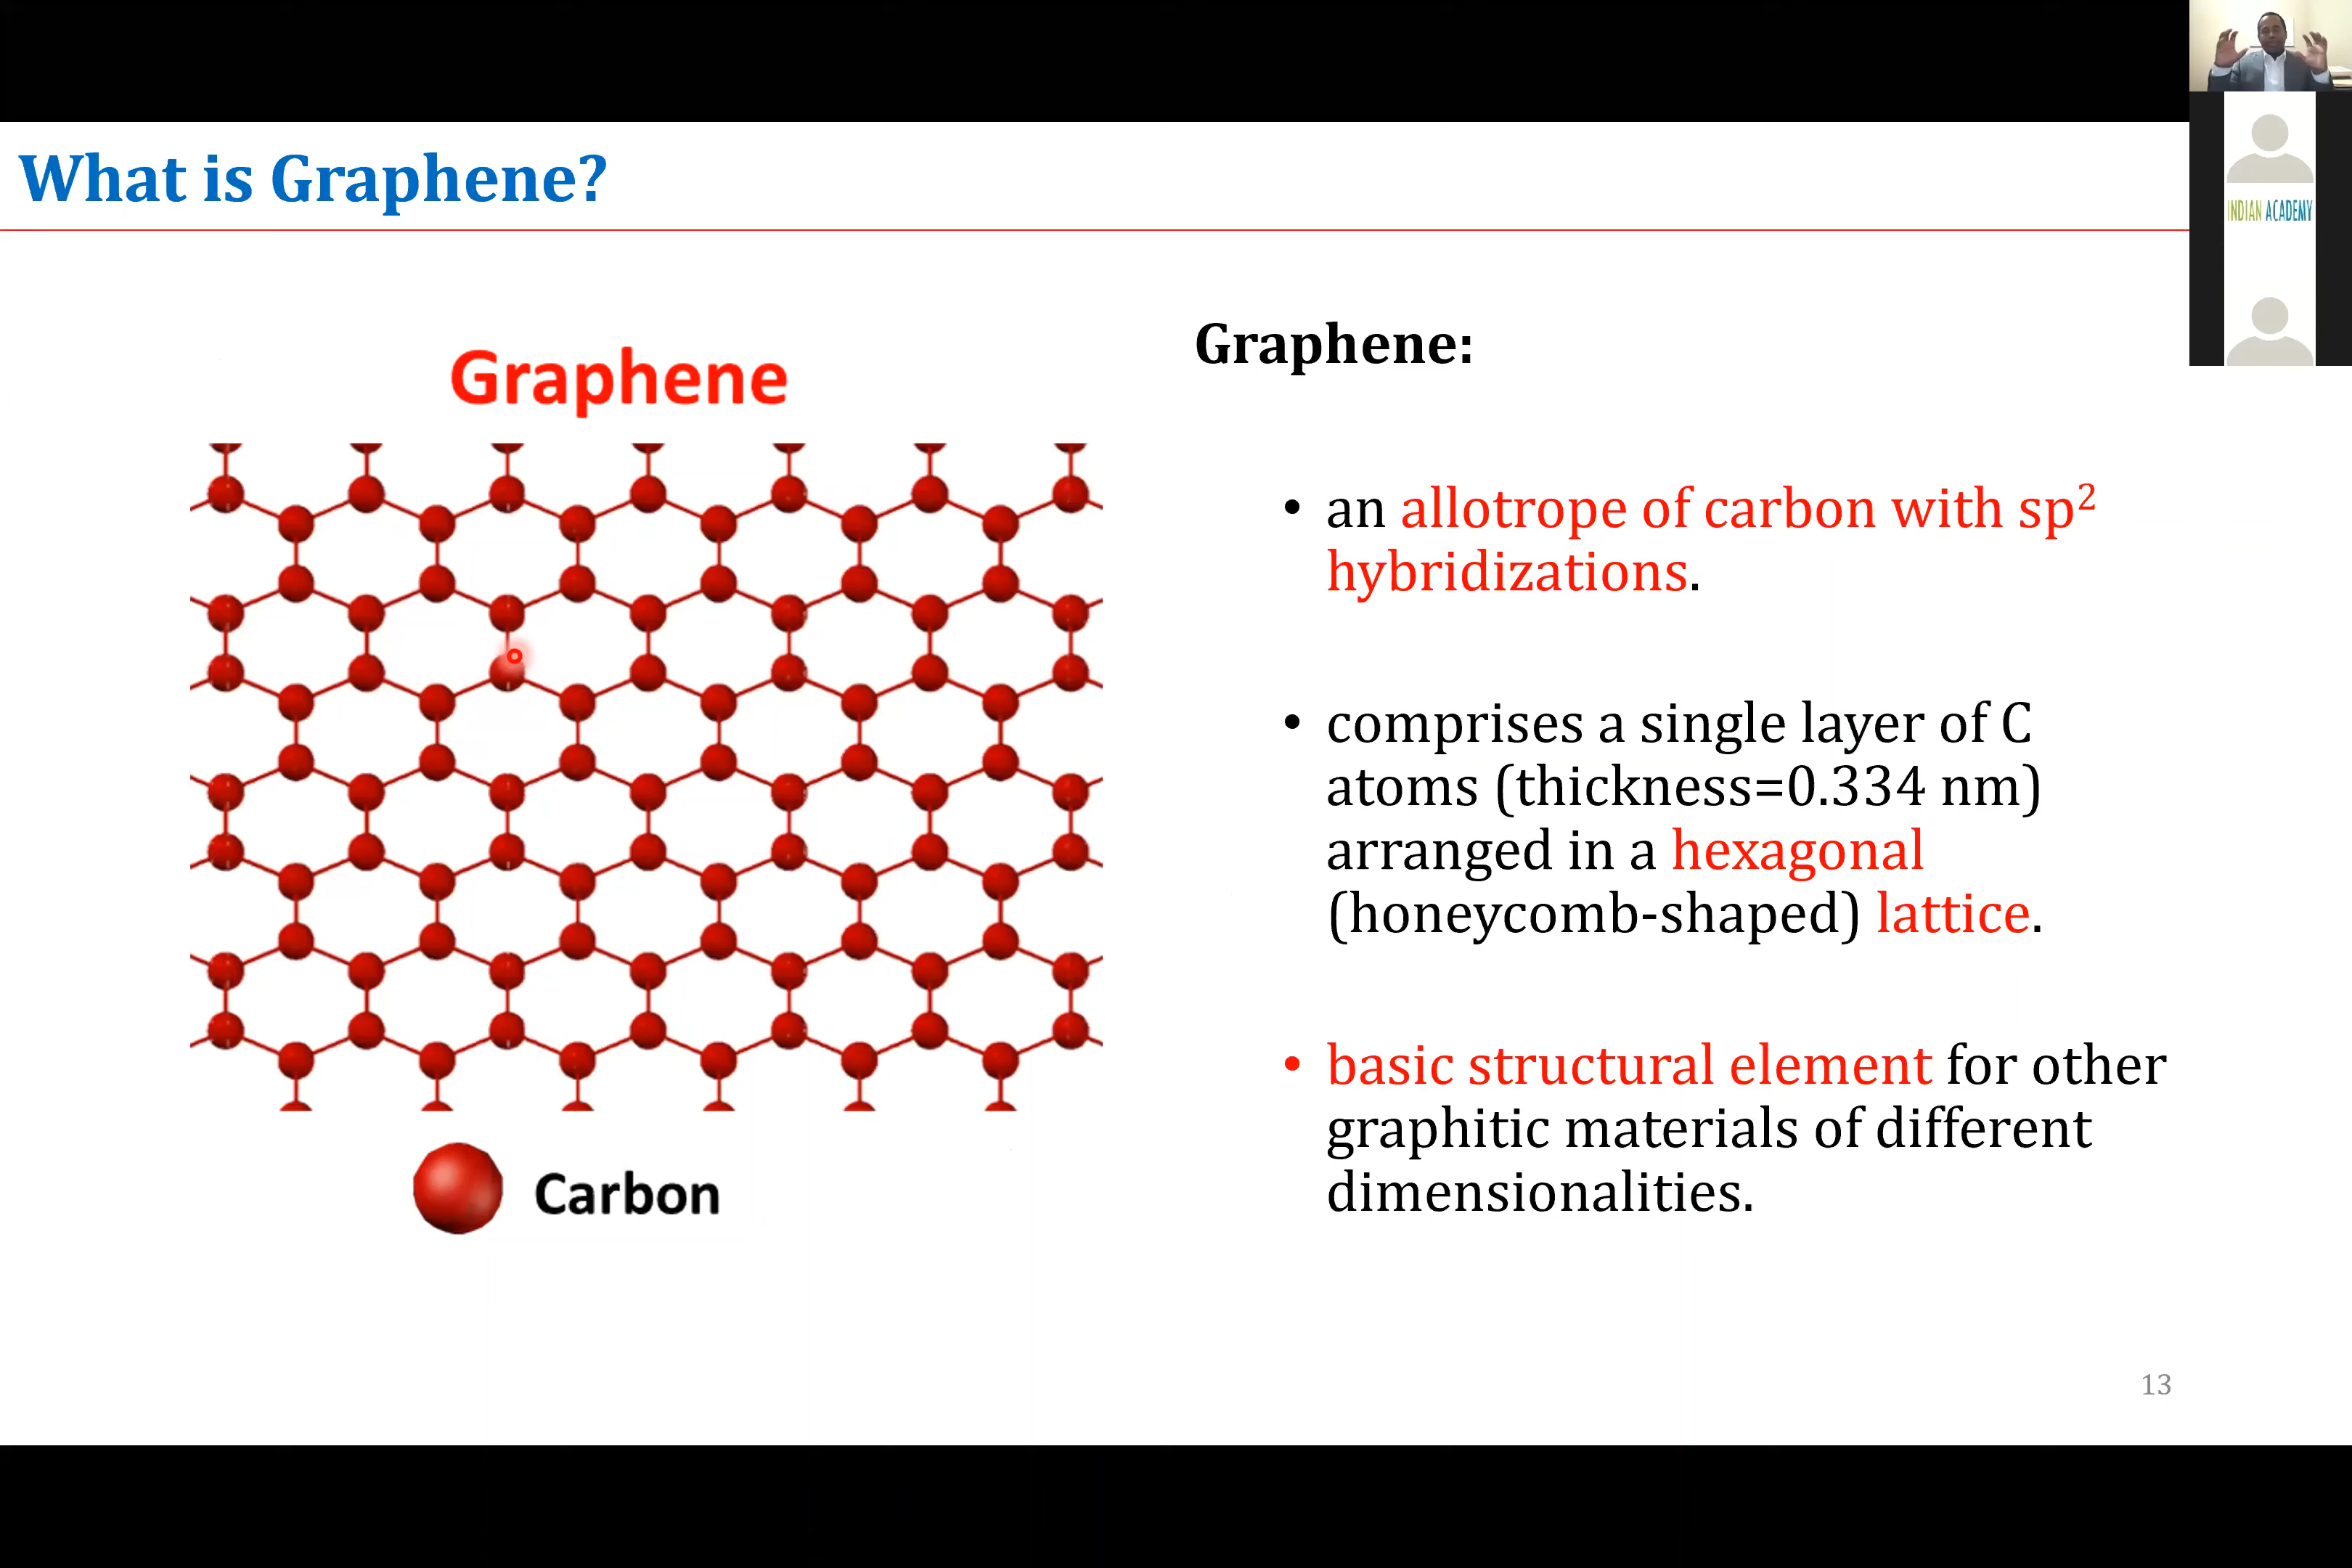 What is Graphene?
INDIAN ACADEMY
Graphene
Carbon
Graphene:
• an allotrope of carbon with sp²
hybridizations.
• comprises a single layer of C
atoms (thickness=0.334 nm)
arranged in a hexagonal
(honeycomb-shaped) lattice.
• basic structural element for other
graphitic materials of different
dimensionalities.
13